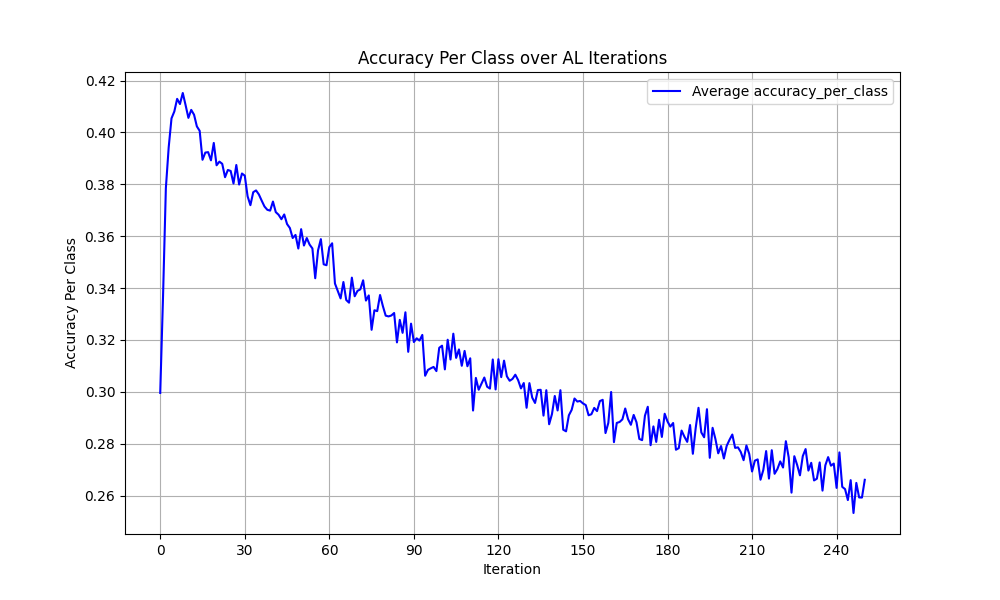 Accuracy Per Class over AL Iterations
Average accuracy_per_class
Accuracy Per Class
0.42
0.40
0.38
0.36
0.34
0.32
0.30
0.28
0.26
0 30 60 90 120 150 180 210 240
Iteration